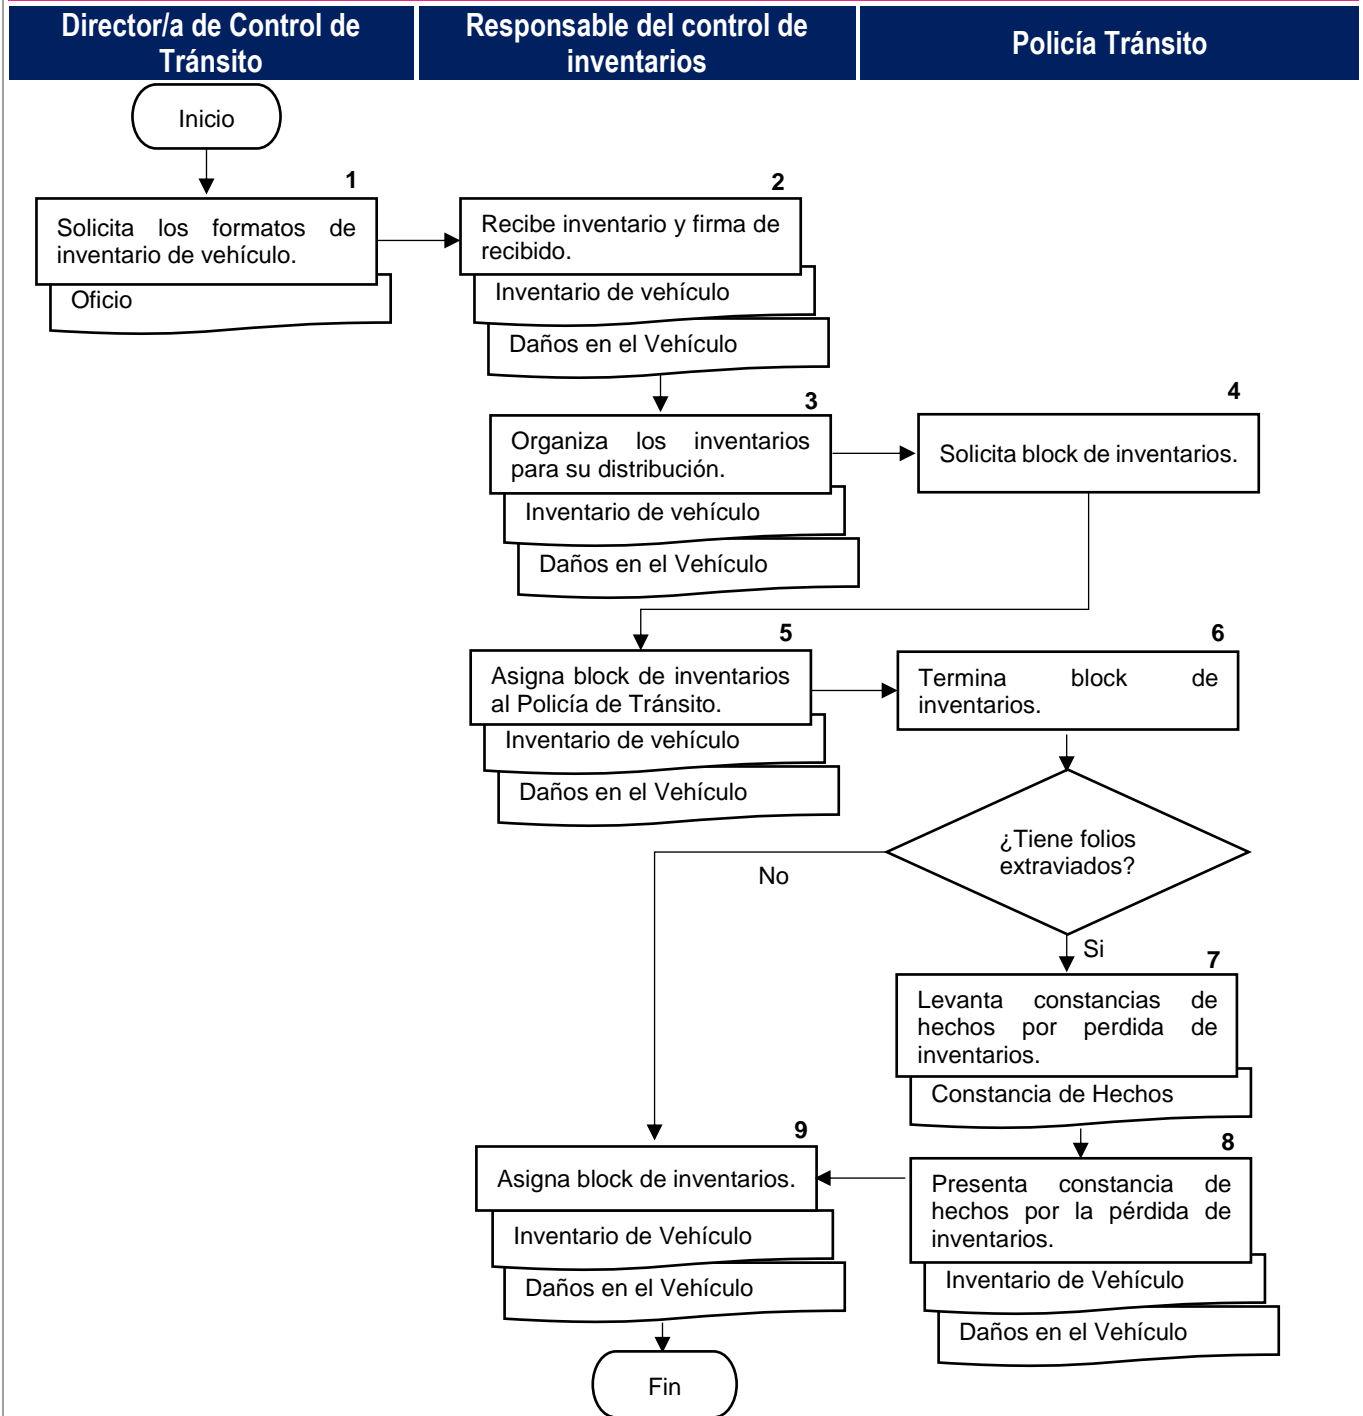 Director/a de Control de
Tránsito
Responsable del control de
inventarios
Policía Tránsito
Inicio
1
Solicita los formatos de
inventario de vehículo.
Oficio
2
Recibe inventario y firma de
recibido.
Inventario de vehículo
Daños en el Vehículo
3
Organiza los inventarios
para su distribución.
Inventario de vehículo
Daños en el Vehículo
4
Solicita block de inventarios.
5
Asigna block de inventarios
al Policía de Tránsito.
Inventario de vehículo
Daños en el Vehículo
6
Termina block de
inventarios.
¿Tiene folios
extraviados?
No
Si
7
Levanta constancias de
hechos por perdida de
inventarios.
Constancia de Hechos
8
Presenta constancia de
hechos por la pérdida de
inventarios.
Inventario de Vehículo
Daños en el Vehículo
9
Asigna block de inventarios.
Inventario de Vehículo
Daños en el Vehículo
Fin